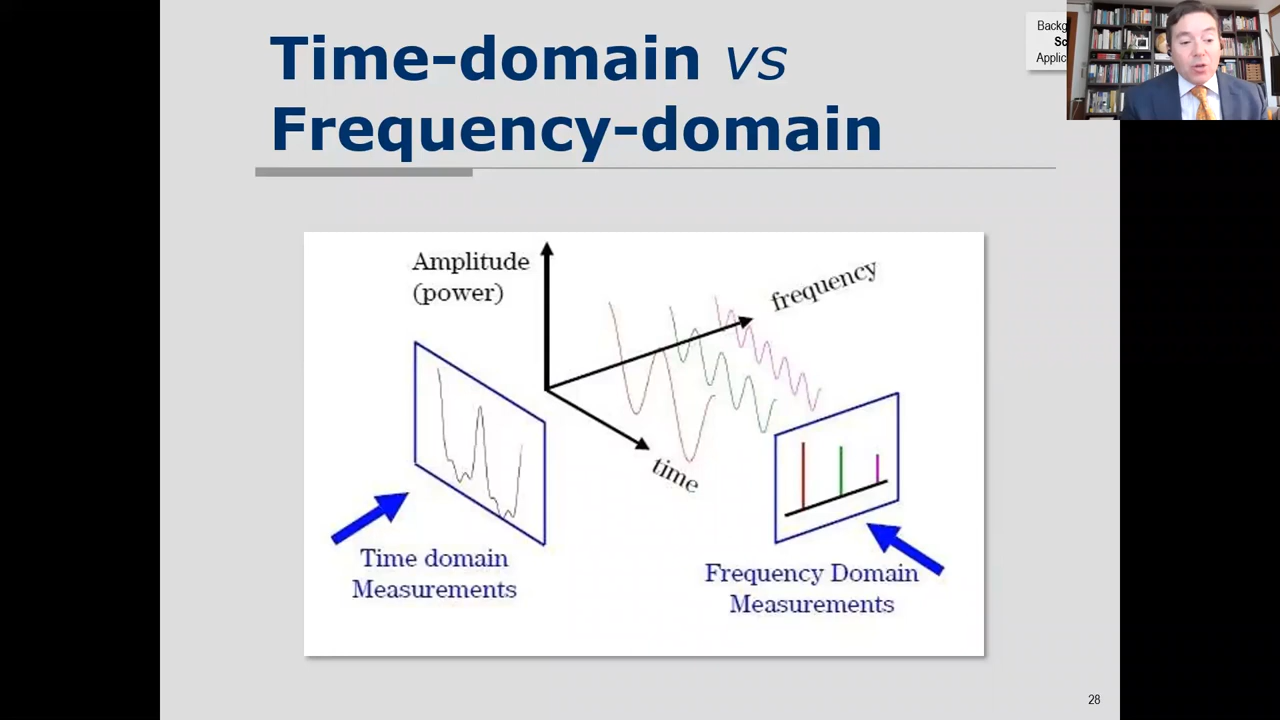 Time-domain vs
Frequency-domain
Amplitude
(power)
frequency
time
Time domain
Measurements
Frequency Domain
Measurements
28